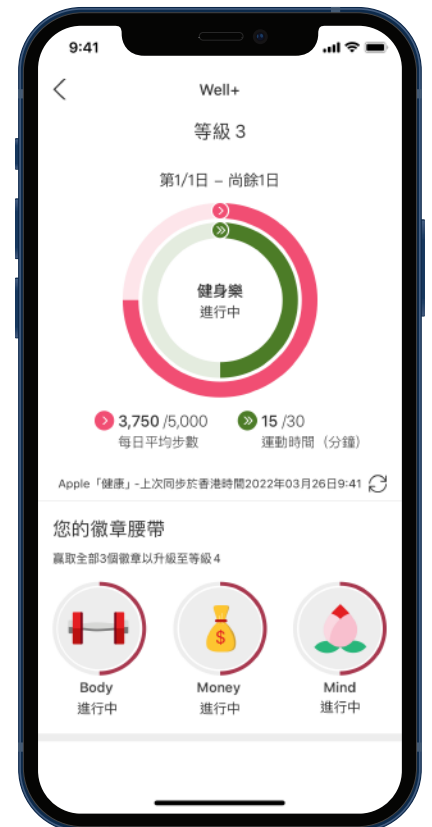 9:41
Well+
等級 3
第1/1日 – 尚餘1日
健身樂
進行中
3,750 /5,000
每日平均步數
15 /30
運動時間（分鐘）
Apple「健康」-上次同步於香港時間2022年03月26日9:41
您的徽章腰帶
贏取全部3個徽章以升級至等級 4
$
Body
進行中
Money
進行中
Mind
進行中